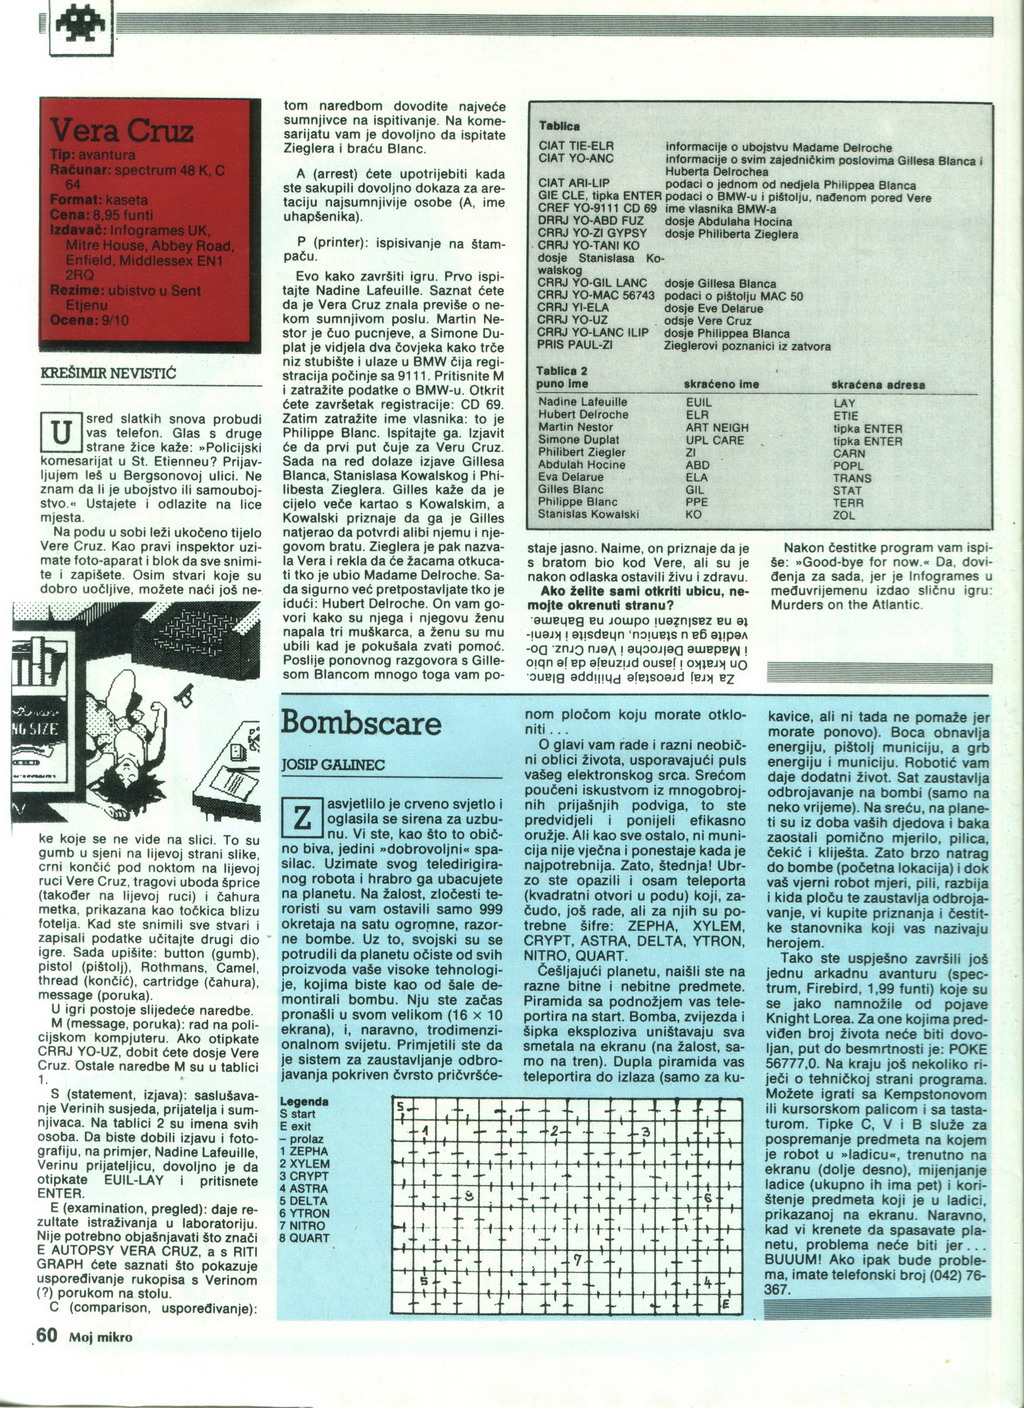 Vera Cruz
Tip: avantura
Računar: spectrum 48 K, C
64
Format: kaseta
Cena: 8,95 funti
Izdavač: Infogrames UK,
Mitre House, Abbey Road,
Enfield, Middlessex EN1
2RQ
Rezime: ubistvo u Sent
Etjenu
Ocena: 9/10
KREŠIMIR NEVISTIĆ
U sred slatkih snova probudi
vas telefon. Glas s druge
strane žice kaže: »Policijski
komesarijat u St. Etienneu? Prijav-
ljujem leš u Bergsonovoj ulici. Ne
znam da li je ubojstvo ili samouboj-
stvo.« Ustajete i odlazite na lice
mjesta.
Na podu u sobi leži ukočeno tijelo
Vere Cruz. Kao pravi inspektor uzi-
mate foto-aparat i blok da sve snimi-
te i zapišete. Osim stvari koje su
dobro uočljive, možete naći još ne-
NG SIZE
ke koje se ne vide na slici. To su
gumb u sjeni na lijevoj strani slike,
crni končić pod noktom na lijevoj
ruci Vere Cruz, tragovi uboda šprice
(također na lijevoj ruci) i čahura
metka, prikazana kao točkica blizu
fotelja. Kad ste snimili sve stvari i
zapisali podatke učitajte drugi dio
igre. Sada upišite: button (gumb),
pistol (pištolj), Rothmans, Camel,
thread (končić), cartridge (čahura),
message (poruka).
U igri postoje slijedeće naredbe.
M (message, poruka): rad na poli-
cijskom kompjuteru. Ako otipkate
CRRJ YO-UZ, dobit ćete dosje Vere
Cruz. Ostale naredbe M su u tablici
1.
S (statement, izjava): saslušava-
nje Verinih susjeda, prijatelja i sum-
njivaca. Na tablici 2 su imena svih
osoba. Da biste dobili izjavu i foto-
grafiju, na primjer, Nadine Lafeuille,
Verinu prijateljicu, dovoljno je da
otipkate EUIL-LAY i pritisnete
ENTER.
E (examination, pregled): daje re-
zultate istraživanja u laboratoriju.
Nije potrebno objašnjavati što znači
E AUTOPSY VERA CRUZ, a s RITI
GRAPH ćete saznati što pokazuje
uspoređivanje rukopisa s Verinom
(?) porukom na stolu.
C (comparison, uspoređivanje):
tom naredbom dovodite najveće
sumnjivce na ispitivanje. Na kome-
sarijatu vam je dovoljno da ispitate
Zieglera i braću Blanc.
A (arrest) ćete upotrijebiti kada
ste sakupili dovoljno dokaza za are-
taciju najsumnjivije osobe (A, ime
uhapšenika).
P (printer): ispisivanje na štam-
paču.
Evo kako završiti igru. Prvo ispi-
tajte Nadine Lafeuille. Saznat ćete
da je Vera Cruz znala previše o ne-
kom sumnjivom poslu. Martin Ne-
stor je čuo pucnjeve, a Simone Du-
plat je vidjela dva čovjeka kako trče
niz stubište i ulaze u BMW čija regi-
stracija počinje sa 9111. Pritisnite M
i zatražite podatke o BMW-u. Otkrit
ćete završetak registracije: CD 69.
Zatim zatražite ime vlasnika: to je
Philippe Blanc. Ispitajte ga. Izjavit
će da prvi put čuje za Veru Cruz.
Sada na red dolaze izjave Gillesa
Blanca, Stanislasa Kowalskog i Phi-
libesta Zieglera. Gilles kaže da je
cijelo veče kartao s Kowalskim, a
Kowalski priznaje da ga je Gilles
natjerao da potvrdi alibi njemu i nje-
govom bratu. Zieglera je pak nazva-
la Vera i rekla da će žacama otkuca-
ti tko je ubio Madame Delroche. Sa-
da sigurno već pretpostavljate tko je
idući: Hubert Delroche. On vam go-
vori kako su njega i njegovu ženu
napala tri muškarca, a ženu su mu
ubili kad je pokušala zvati pomoć.
Poslije ponovnog razgovora s Gille-
som Blancom mnogo toga vam po-
Tablica
CIAT TIE-ELR informacije o ubojstvu Madame Delroche
CIAT YO-ANC informacije o svim zajedničkim poslovima Gillesa Blanca i
Huberta Delrochea
CIAT ARI-LIP podaci o jednom od nedjela Philippea Blanca
GIE CLE, tipka ENTER podaci o BMW-u i pištolju, nađenom pored Vere
CREF YO-9111 CD 69 ime vlasnika BMW-a
DRRJ YO-ABD FUZ dosje Abdulaha Hocina
CRRJ YO-ZI GYPSY dosje Philiberta Zieglera
CRRJ YO-TANI KO
dosje Stanislasa Ko-
walskog
CRRJ YO-GIL LANC dosje Gillesa Blanca
CRRJ YO-MAC 56743 podaci o pištolju MAC 50
CRRJ YI-ELA dosje Eve Delarue
CRRJ YO-UZ odsje Vere Cruz
CRRJ YO-LANC ILIP dosje Philippea Blanca
PRIS PAUL-ZI Zieglerovi poznanici iz zatvora
Tablica 2
puno ime skraćeno ime skraćena adresa
Nadine Lafeuille EUIL LAY
Hubert Delroche ELR ETIE
Martin Nestor ART NEIGH tipka ENTER
Simone Duplat UPL CARE tipka ENTER
Philibert Ziegler ZI CARN
Abdulah Hocine ABD POPL
Eva Delarue ELA TRANS
Gilles Blanc GIL STAT
Philippe Blanc PPE TERR
Stanislas Kowalski KO ZOL
staje jasno. Naime, on priznaje da je
s bratom bio kod Vere, ali su je
nakon odlaska ostavili živu i zdravu.
Ako želite sami otkriti ubicu, ne-
mojte okrenuti stranu?
Za kraj preostaje Philippe Blanc.
On kratko i jasno priznaje da je ubio
i Madame Delroche i Veru Cruz. Po-
divlja te ga u nastupu histerije i kreni-
te na sezaniuet odmor na Bahame.
Nakon čestitke program vam ispi-
še: »Good-bye for now.« Da, dovi-
đenja za sada, jer je Infogrames u
međuvrijemenu izdao sličnu igru:
Murders on the Atlantic.
Bombscare
JOSIP GALINEC
Z asvjetlilo je crveno svjetlo i
oglasila se sirena za uzbu-
nu. Vi ste, kao što to obič-
no biva, jedini »dobrovoljni« spa-
silac. Uzimate svog teledirigira-
nog robota i hrabro ga ubacujete
na planetu. Na žalost, zločesti te-
roristi su vam ostavili samo 999
okretaja na satu ogromne, razor-
ne bombe. Uz to, svojski su se
potrudili da planetu očiste od svih
proizvoda vaše visoke tehnologi-
je, kojima biste kao od šale de-
montirali bombu. Nju ste začas
pronašli u svom velikom (16 x 10
ekrana), i, naravno, trodimenzi-
onalnom svijetu. Primjetili ste da
je sistem za zaustavljanje odbro-
javanja pokriven čvrsto pričvršće-
nom pločom koju morate otklo-
niti...
O glavi vam rade i razni neobič-
ni oblici života, usporavajući puls
vašeg elektronskog srca. Srećom
poučeni iskustvom iz mnogobroj-
nih prijašnjih podviga, to ste
predvidjeli i ponijeli efikasno
oružje. Ali kao sve ostalo, ni muni-
cija nije vječna i ponestaje kada je
najpotrebnija. Zato, štednja! Ubr-
zo ste opazili i osam teleporta
(kvadratni otvori u podu) koji, za-
čudo, još rade, ali za njih su po-
trebne šifre: ZEPHA, XYLEM,
CRYPT, ASTRA, DELTA, YTRON,
NITRO, QUART.
Češljajući planetu, naišli ste na
razne bitne i nebitne predmete.
Piramida sa podnožjem vas tele-
portira na start. Bomba, zvijezda i
šipka eksploziva uništavaju sva
smetala na ekranu (na žalost, sa-
mo na tren). Dupla piramida vas
teleportira do izlaza (samo za ku-
kavice, ali ni tada ne pomaže jer
morate ponovo). Boca obnavlja
energiju, pištolj municiju, a grb
energiju i municiju. Robotić vam
daje dodatni život. Sat zaustavlja
odbrojavanje na bombi (samo na
neko vrijeme). Na sreću, na plane-
ti su iz doba vaših djedova i baka
zaostali pomično mjerilo, pilica,
čekić i kliješta. Zato brzo natrag
do bombe (početna lokacija) i dok
vaš vjerni robot mjeri, pili, razbija
i kida ploču te zaustavlja odbroja-
vanje, vi kupite priznanja i čestit-
ke stanovnika koji vas nazivaju
herojem.
Tako ste uspješno završili još
jednu arkadnu avanturu (spec-
trum, Firebird, 1,99 funti) koje su
se jako namnožile od pojave
Knight Lorea. Za one kojima pred-
viđen broj života neće biti dovo-
ljan, put do besmrtnosti je: POKE
56777,0. Na kraju još nekoliko ri-
ječi o tehničkoj strani programa.
Možete igrati sa Kempstonovom
ili kursorskom palicom i sa tasta-
turom. Tipke C, V i B služe za
pospremanje predmeta na kojem
je robot u »ladicu«, trenutno na
ekranu (dolje desno), mijenjanje
ladice (ukupno ih ima pet) i kori-
štenje predmeta koji je u ladici,
prikazanoj na ekranu. Naravno,
kad vi krenete da spasavate pla-
netu, problema neće biti jer...
BUUUM! Ako ipak bude proble-
ma, imate telefonski broj (042) 76-
367.
Legenda
S start
E exit
– prolaz
1 ZEPHA
2 XYLEM
3 CRYPT
4 ASTRA
5 DELTA
6 YTRON
7 NITRO
8 QUART
S
1 2 3
8 6
7
5 4
E
60 Moj mikro